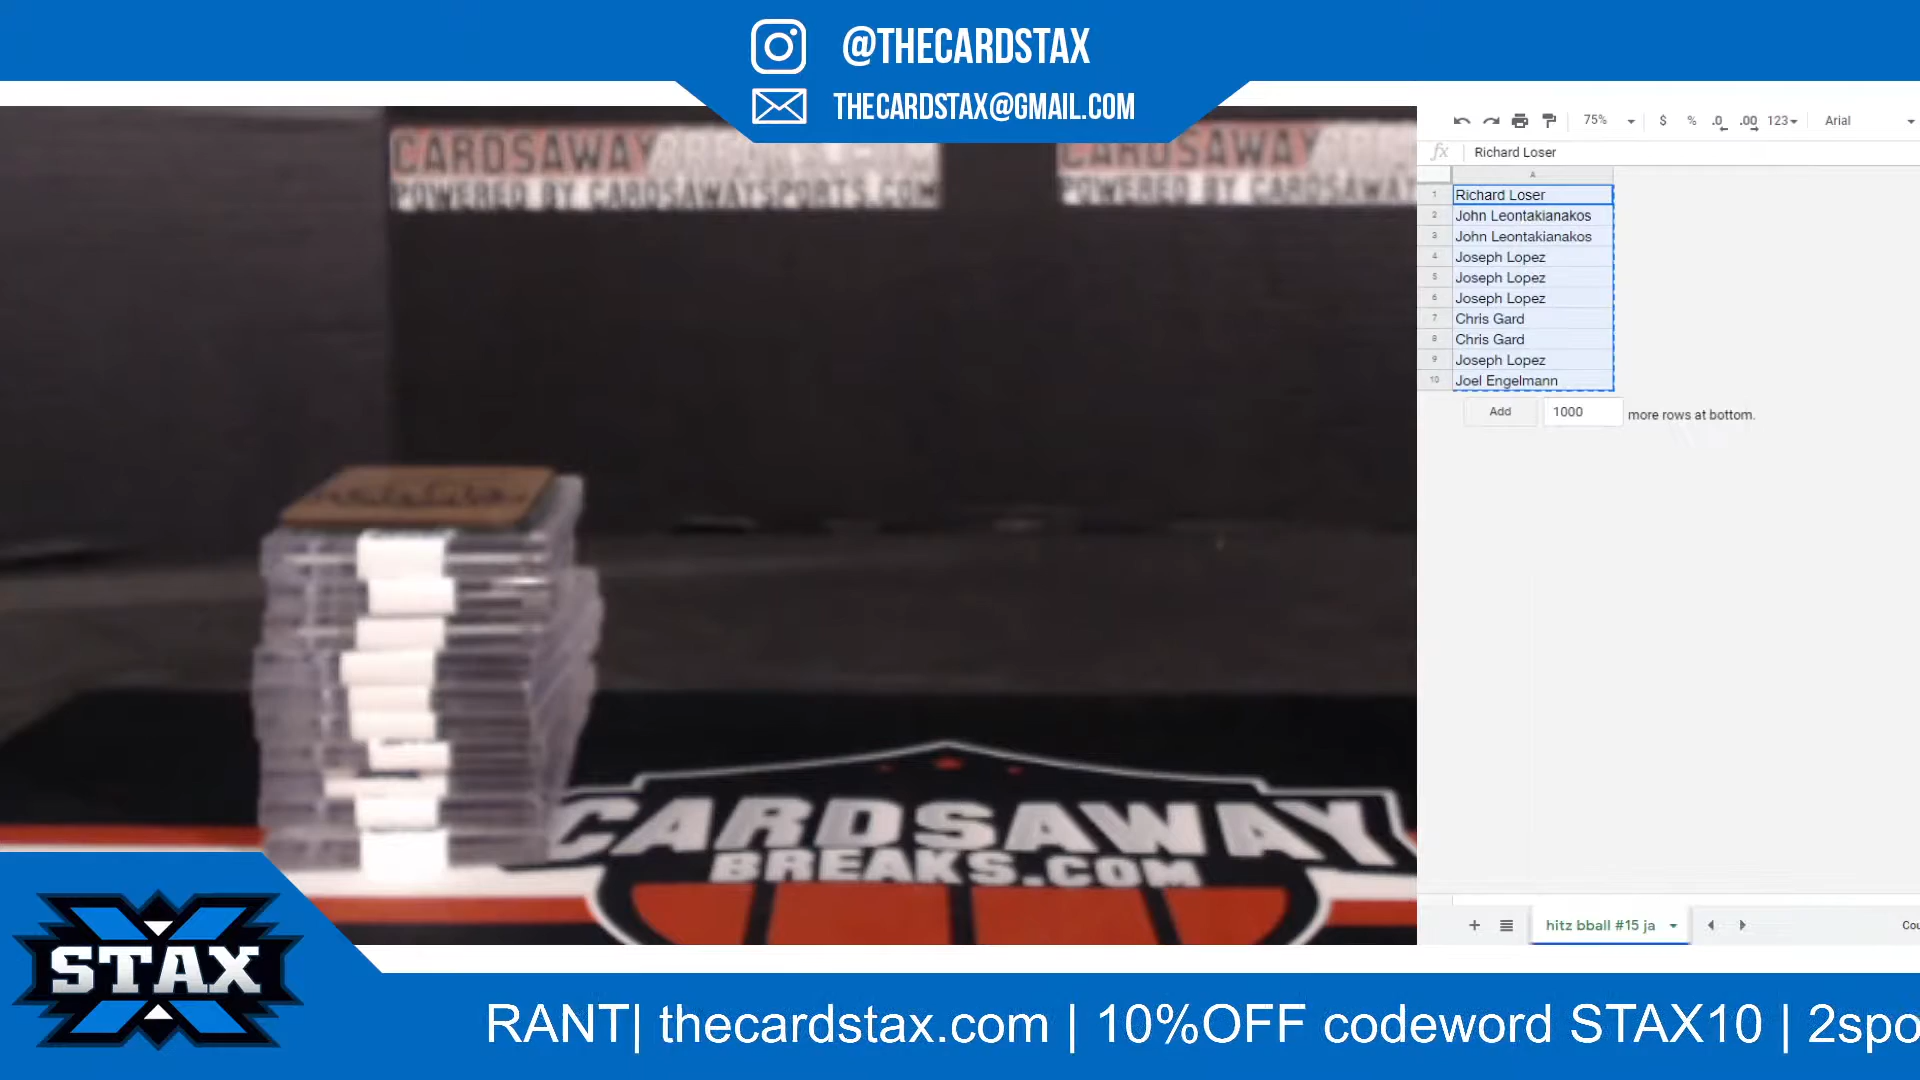 @THECARDSTAX
THECARDSTAX@GMAIL.COM
CARDSAWAY
POWERED BY CARDSAWAYSPORTS.COM
CARDSAWAY
POWERED BY CARDSAWAY
75% $ % .0 .00 123 Arial
fx Richard Loser
A
1 Richard Loser
2 John Leontakianakos
3 John Leontakianakos
4 Joseph Lopez
5 Joseph Lopez
6 Joseph Lopez
7 Chris Gard
8 Chris Gard
9 Joseph Lopez
10 Joel Engelmann
Add 1000 more rows at bottom.
CARDSAWAY
BREAKS.COM
+ hitz bball #15 ja Cou
STAX
RANT| thecardstax.com | 10%OFF codeword STAX10 | 2spo